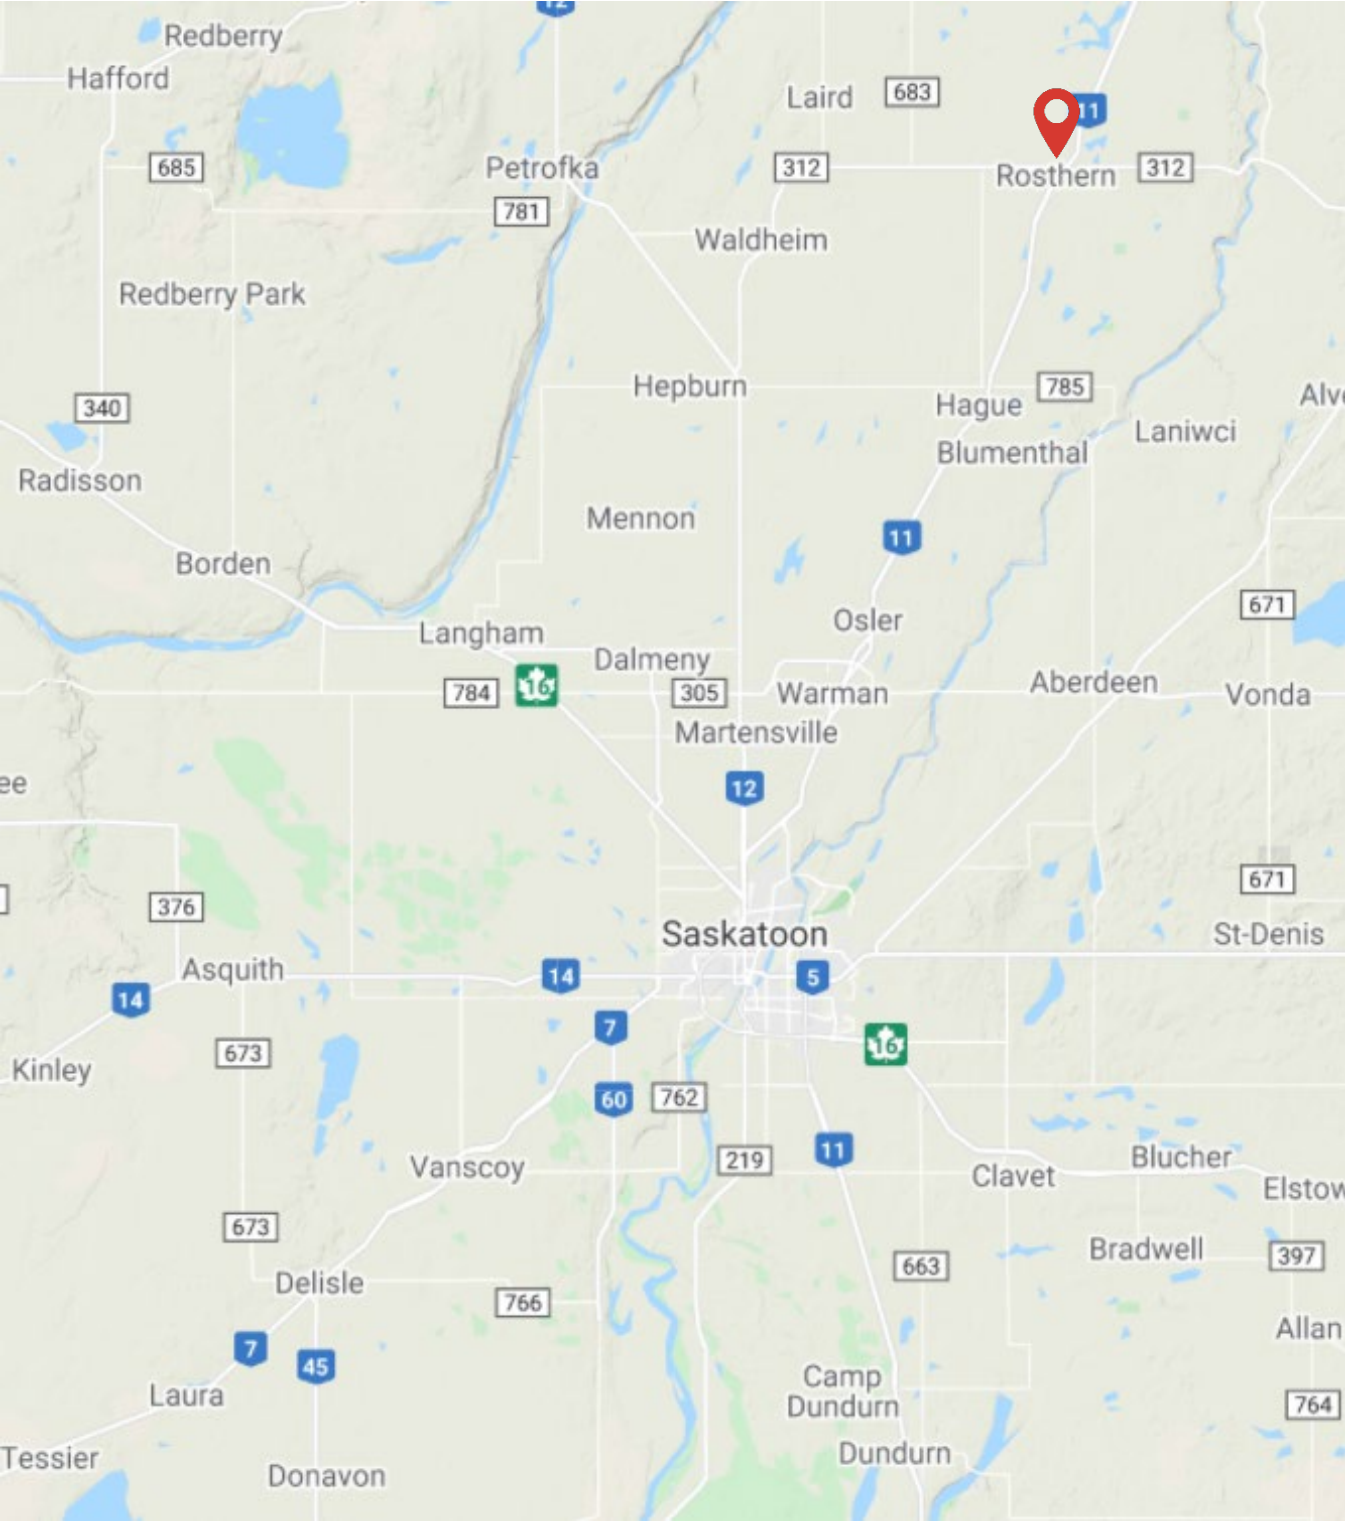 12
Redberry
Hafford
Laird
683
11
685
Petrofka
312
Rosthern
312
781
Waldheim
Redberry Park
340
Hepburn
Hague
785
Alve
Laniwci
Blumenthal
Radisson
Mennon
11
Borden
671
Osler
Langham
Dalmeny
784
16
305
Warman
Aberdeen
Vonda
Martensville
ee
12
376
671
Saskatoon
St-Denis
Asquith
14
5
14
7
16
673
Kinley
60
762
219
11
Vanscoy
Clavet
Blucher
Elstow
673
Bradwell
397
663
Delisle
766
Allan
7
45
Camp
Dundurn
Laura
764
Tessier
Donavon
Dundurn